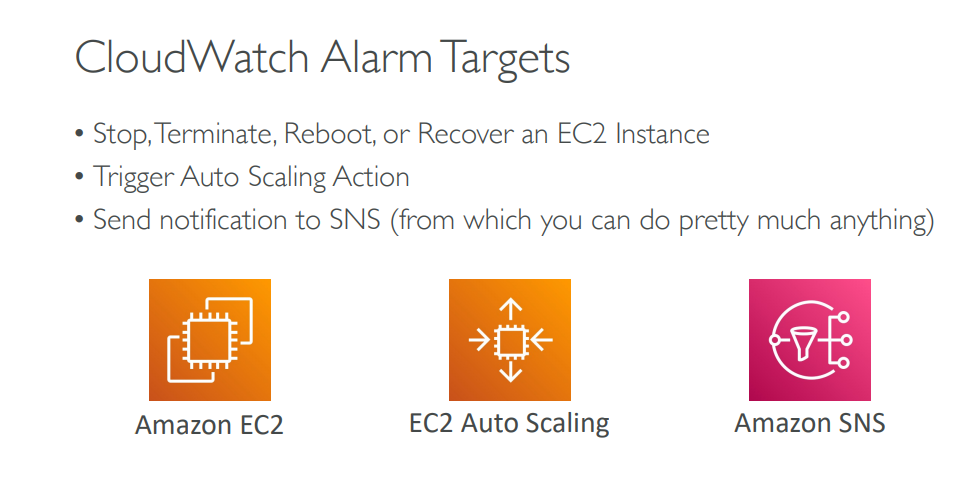 CloudWatch Alarm Targets
• Stop, Terminate, Reboot, or Recover an EC2 Instance
• Trigger Auto Scaling Action
• Send notification to SNS (from which you can do pretty much anything)
Amazon EC2
EC2 Auto Scaling
Amazon SNS